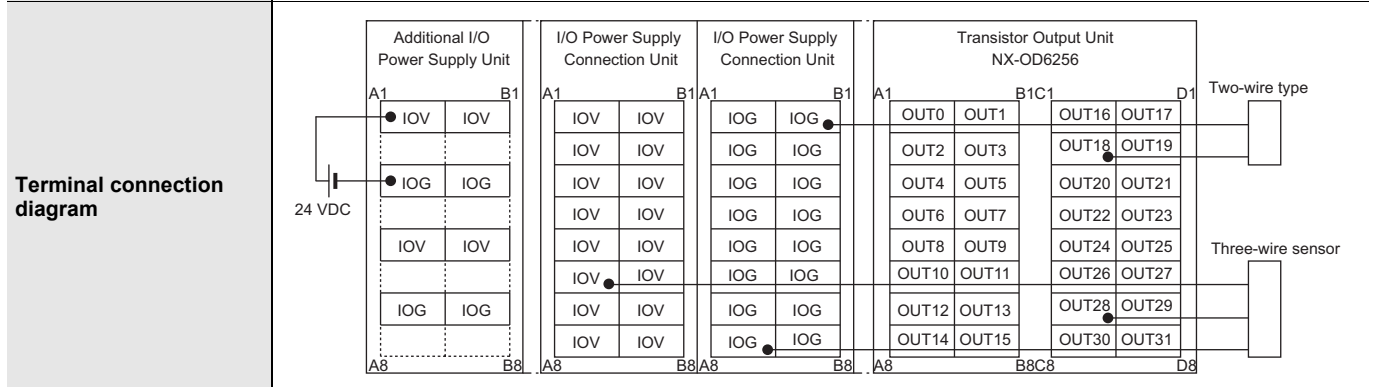 Terminal connection
diagram
24 VDC
Additional I/O
Power Supply Unit
A1 B1
IOV IOV
IOG IOG
IOV IOV
IOG IOG
A8 B8
I/O Power Supply
Connection Unit
A1 B1
IOV IOV
IOV IOV
IOV IOV
IOV IOV
IOV IOV
IOV IOV
IOV IOV
IOV IOV
A8 B8
I/O Power Supply
Connection Unit
A1 B1
IOG IOG
IOG IOG
IOG IOG
IOG IOG
IOG IOG
IOG IOG
IOG IOG
IOG IOG
A8 B8
Transistor Output Unit
NX-OD6256
A1 B1 C1 D1
OUT0 OUT1 OUT16 OUT17
OUT2 OUT3 OUT18 OUT19
OUT4 OUT5 OUT20 OUT21
OUT6 OUT7 OUT22 OUT23
OUT8 OUT9 OUT24 OUT25
OUT10 OUT11 OUT26 OUT27
OUT12 OUT13 OUT28 OUT29
OUT14 OUT15 OUT30 OUT31
A8 B8 C8 D8
Two-wire type
Three-wire sensor